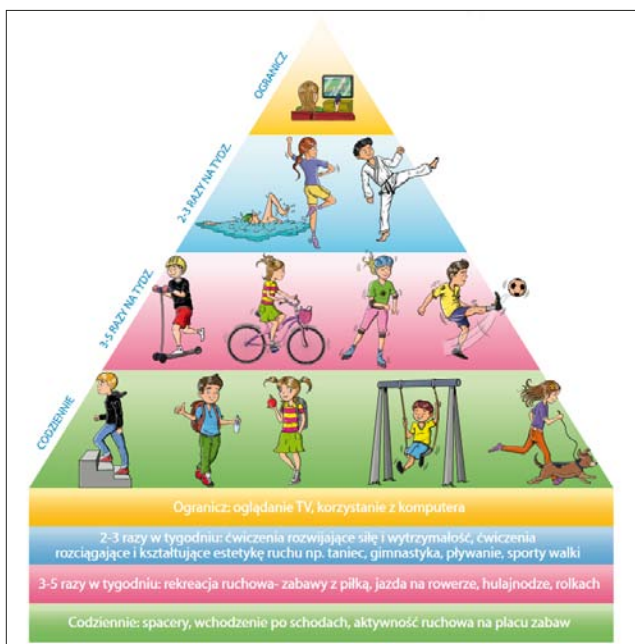 OGRANICZ
2-3 RAZY NA TYDZ.
3-5 RAZY NA TYDZ.
CODZIENNIE
Ogranicz: oglądanie TV, korzystanie z komputera
2-3 razy w tygodniu: ćwiczenia rozwijające siłę i wytrzymałość, ćwiczenia
rozciągające i kształtujące estetykę ruchu np. taniec, gimnastyka, pływanie, sporty walki
3-5 razy w tygodniu: rekreacja ruchowa- zabawy z piłką, jazda na rowerze, hulajnodze, rolkach
Codziennie: spacery, wchodzenie po schodach, aktywność ruchowa na placu zabaw